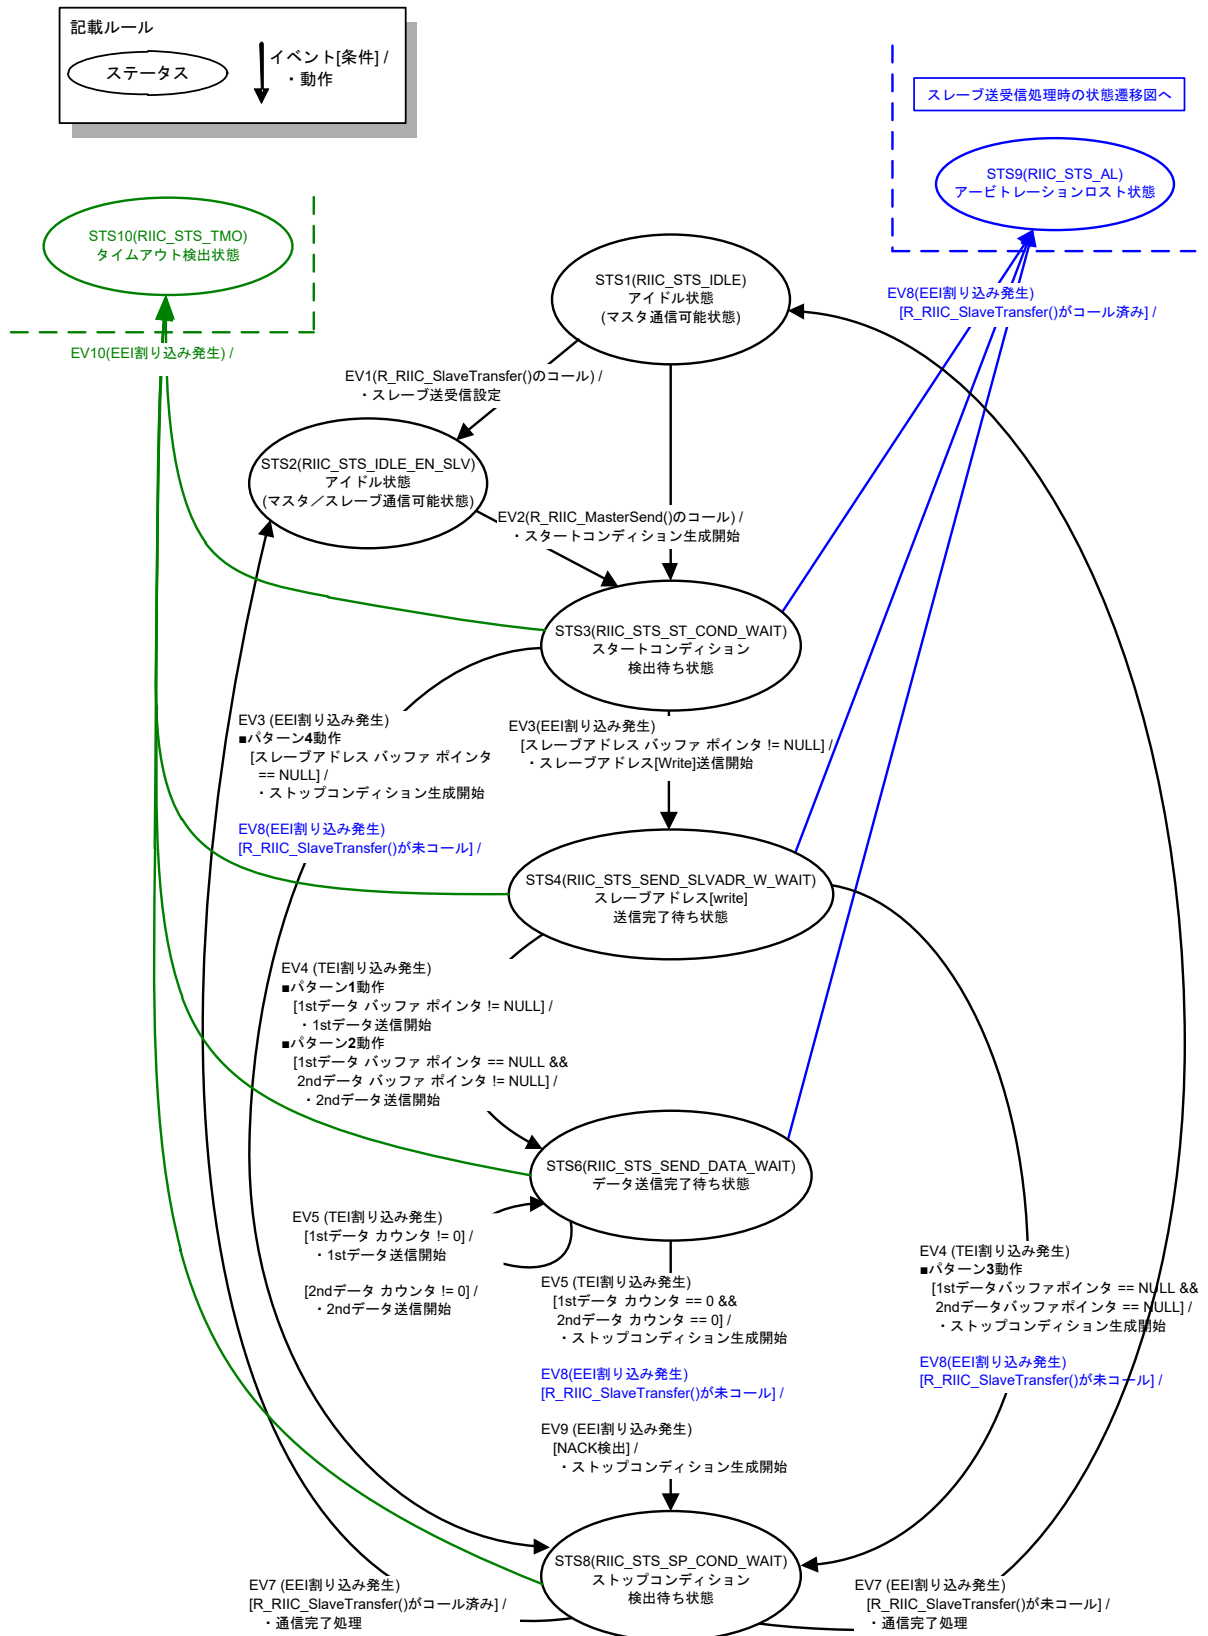 記載ルール
ステータス
イベント[条件] /
・動作
スレーブ送受信処理時の状態遷移図へ
STS9(RIIC_STS_AL)
アービトレーションロスト状態
STS10(RIIC_STS_TMO)
タイムアウト検出状態
STS1(RIIC_STS_IDLE)
アイドル状態
(マスタ通信可能状態)
EV8(EEI割り込み発生)
[R_RIIC_SlaveTransfer()がコール済み] /
EV10(EEI割り込み発生) /
EV1(R_RIIC_SlaveTransfer()のコール) /
・スレーブ送受信設定
STS2(RIIC_STS_IDLE_EN_SLV)
アイドル状態
(マスタ／スレーブ通信可能状態)
EV2(R_RIIC_MasterSend()のコール) /
・スタートコンディション生成開始
STS3(RIIC_STS_ST_COND_WAIT)
スタートコンディション
検出待ち状態
EV3 (EEI割り込み発生)
■パターン4動作
[スレーブアドレス バッファ ポインタ
== NULL] /
・ストップコンディション生成開始
EV8(EEI割り込み発生)
[R_RIIC_SlaveTransfer()が未コール] /
EV3(EEI割り込み発生)
[スレーブアドレス バッファ ポインタ != NULL] /
・スレーブアドレス[Write]送信開始
STS4(RIIC_STS_SEND_SLVADR_W_WAIT)
スレーブアドレス[write]
送信完了待ち状態
EV4 (TEI割り込み発生)
■パターン1動作
[1stデータ バッファ ポインタ != NULL] /
・1stデータ送信開始
■パターン2動作
[1stデータ バッファ ポインタ == NULL &&
2ndデータ バッファ ポインタ != NULL] /
・2ndデータ送信開始
STS6(RIIC_STS_SEND_DATA_WAIT)
データ送信完了待ち状態
EV5 (TEI割り込み発生)
[1stデータ カウンタ != 0] /
・1stデータ送信開始
[2ndデータ カウンタ != 0] /
・2ndデータ送信開始
EV5 (TEI割り込み発生)
[1stデータ カウンタ == 0 &&
2ndデータ カウンタ == 0] /
・ストップコンディション生成開始
EV8(EEI割り込み発生)
[R_RIIC_SlaveTransfer()が未コール] /
EV9 (EEI割り込み発生)
[NACK検出] /
・ストップコンディション生成開始
EV4 (TEI割り込み発生)
■パターン3動作
[1stデータバッファポインタ == NULL &&
2ndデータバッファポインタ == NULL] /
・ストップコンディション生成開始
EV8(EEI割り込み発生)
[R_RIIC_SlaveTransfer()が未コール] /
STS8(RIIC_STS_SP_COND_WAIT)
ストップコンディション
検出待ち状態
EV7 (EEI割り込み発生)
[R_RIIC_SlaveTransfer()がコール済み] /
・通信完了処理
EV7 (EEI割り込み発生)
[R_RIIC_SlaveTransfer()が未コール] /
・通信完了処理